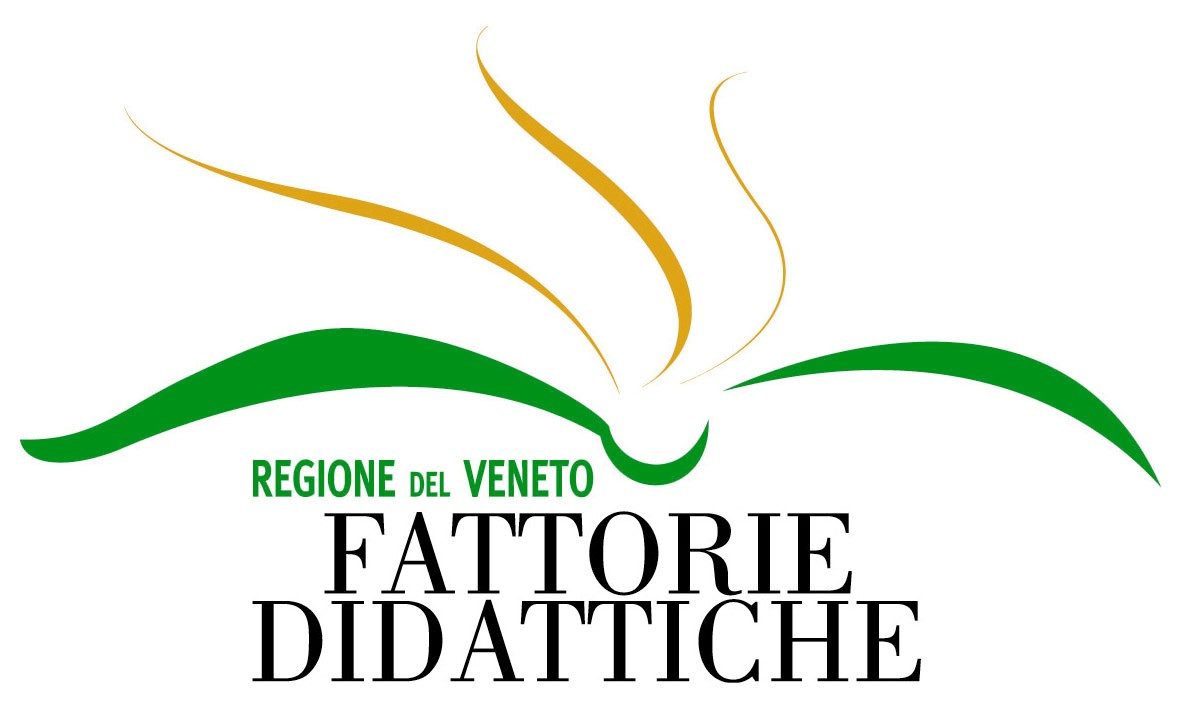 REGIONE DEL VENETO
FATTORIE
DIDATTICHE